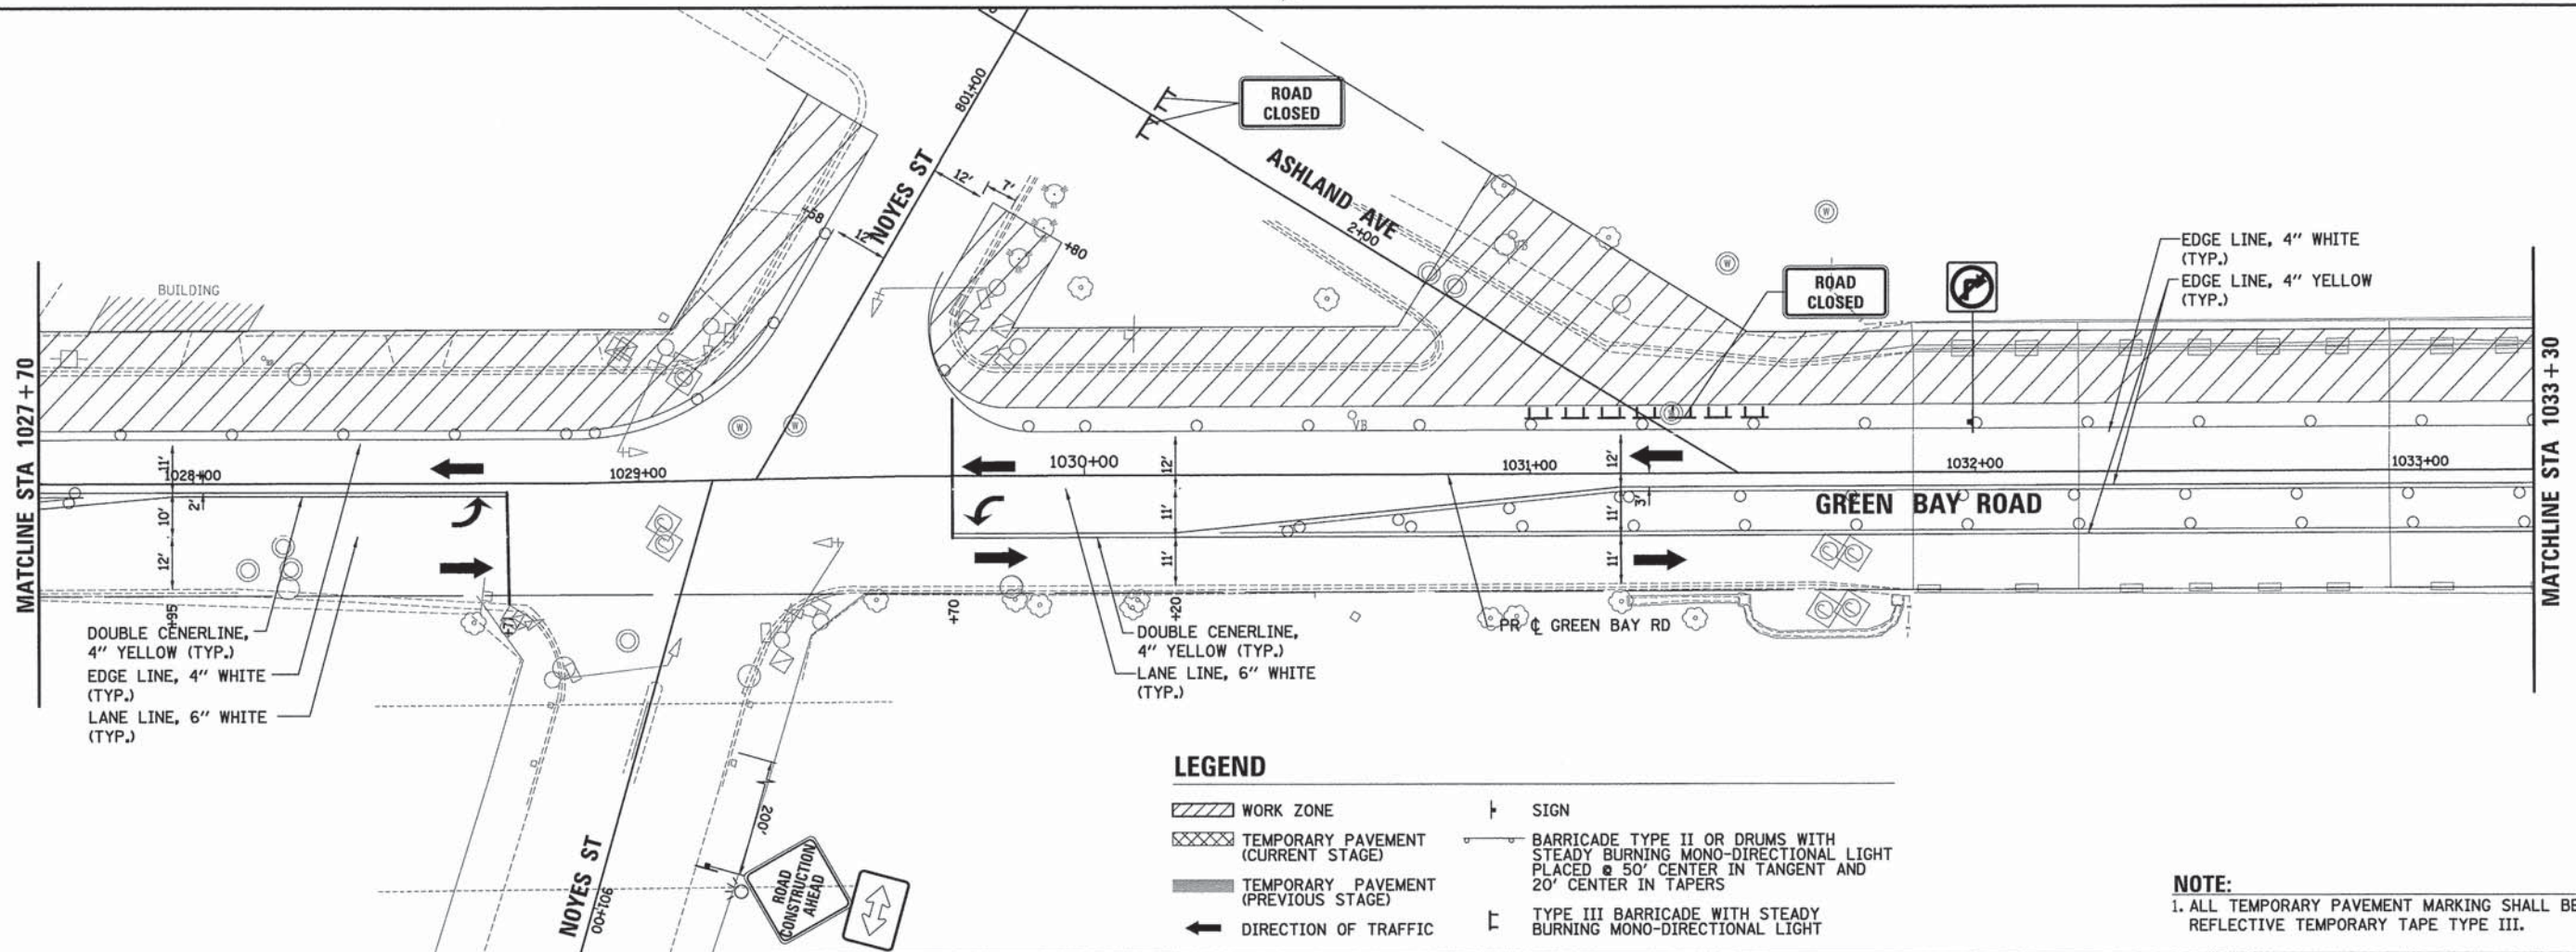 801+00
ROAD
CLOSED
NOYES ST
12'
7'
+58
12'
+80
ASHLAND AVE
2+00
W
W
W
W
ROAD
CLOSED
EDGE LINE, 4" WHITE
(TYP.)
EDGE LINE, 4" YELLOW
(TYP.)
BUILDING
MATCLINE STA 1027+70
MATCHLINE STA 1033+30
VB
11'
1028+00
1029+00
1030+00
12'
1031+00
12'
1032+00
1033+00
2'
10'
12'
11'
11'
3'
11'
11'
GREEN BAY ROAD
+95
+71
+70
+20
PR ℄ GREEN BAY RD
DOUBLE CENERLINE,
4" YELLOW (TYP.)
EDGE LINE, 4" WHITE
(TYP.)
LANE LINE, 6" WHITE
(TYP.)
DOUBLE CENERLINE,
4" YELLOW (TYP.)
LANE LINE, 6" WHITE
(TYP.)
200'
NOYES ST
901+00
ROAD
CONSTRUCTION
AHEAD
LEGEND
WORK ZONE
TEMPORARY PAVEMENT
(CURRENT STAGE)
TEMPORARY PAVEMENT
(PREVIOUS STAGE)
DIRECTION OF TRAFFIC
SIGN
BARRICADE TYPE II OR DRUMS WITH
STEADY BURNING MONO-DIRECTIONAL LIGHT
PLACED @ 50' CENTER IN TANGENT AND
20' CENTER IN TAPERS
TYPE III BARRICADE WITH STEADY
BURNING MONO-DIRECTIONAL LIGHT
NOTE:
1. ALL TEMPORARY PAVEMENT MARKING SHALL BE
REFLECTIVE TEMPORARY TAPE TYPE III.